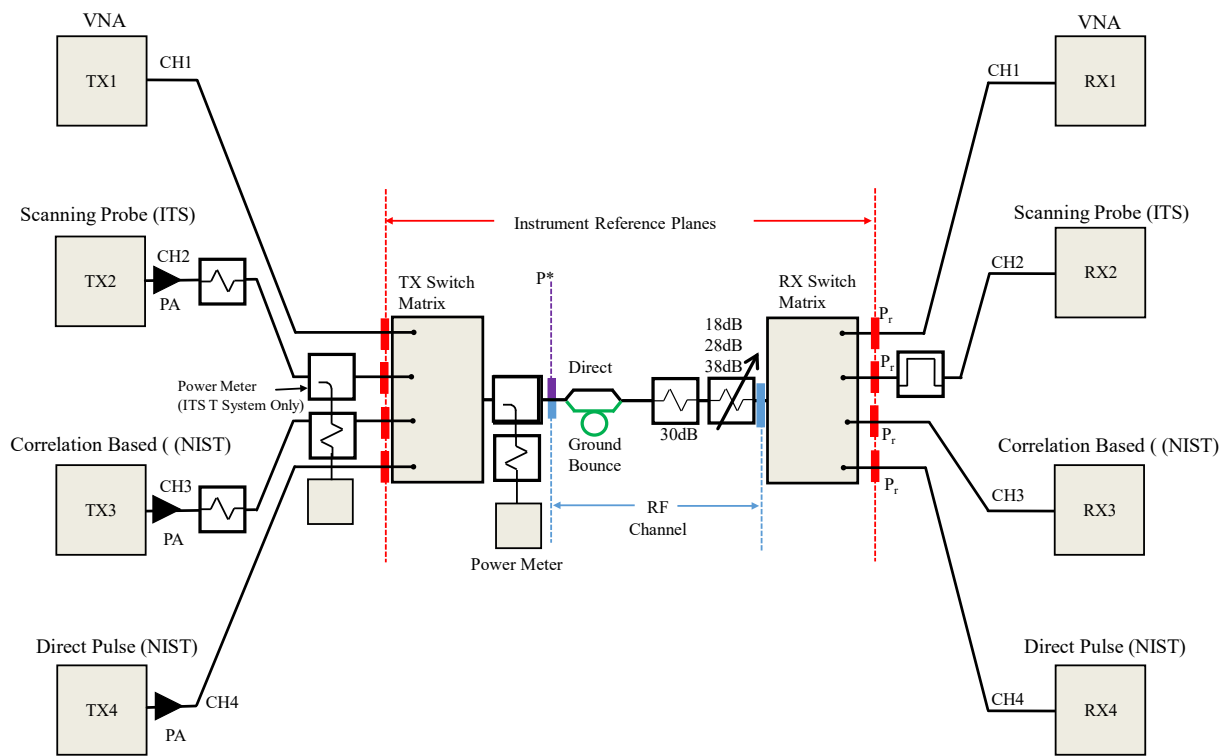 VNA
TX1
CH1
VNA
CH1
RX1
Scanning Probe (ITS)
TX2
CH2
PA
Scanning Probe (ITS)
CH2
RX2
Instrument Reference Planes
TX Switch
Matrix
P*
RX Switch
Matrix
18dB
28dB
38dB
Direct
Ground
Bounce
30dB
Pr
Pr
Pr
Pr
Power Meter
(ITS T System Only)
RF
Channel
Power Meter
Correlation Based ( (NIST)
TX3
CH3
PA
Correlation Based ( (NIST)
CH3
RX3
Direct Pulse (NIST)
TX4
PA
CH4
Direct Pulse (NIST)
CH4
RX4